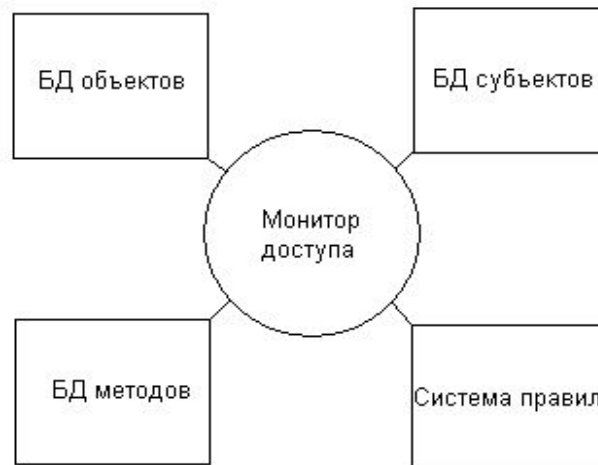 БД объектов
БД субъектов
Монитор
доступа
БД методов
Система правил